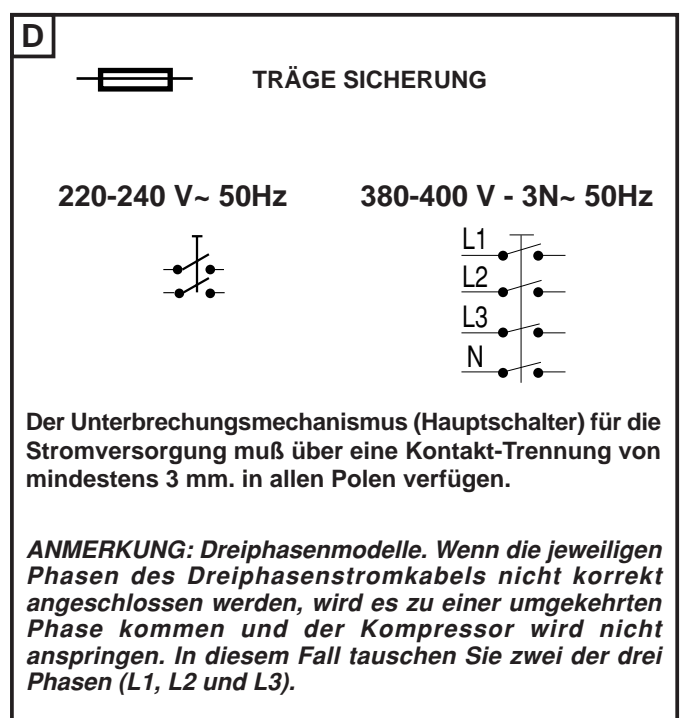 D
TRÄGE SICHERUNG
220-240 V~ 50Hz
380-400 V - 3N~ 50Hz
L1
L2
L3
N
Der Unterbrechungsmechanismus (Hauptschalter) für die
Stromversorgung muß über eine Kontakt-Trennung von
mindestens 3 mm. in allen Polen verfügen.
ANMERKUNG: Dreiphasenmodelle. Wenn die jeweiligen
Phasen des Dreiphasenstromkabels nicht korrekt
angeschlossen werden, wird es zu einer umgekehrten
Phase kommen und der Kompressor wird nicht
anspringen. In diesem Fall tauschen Sie zwei der drei
Phasen (L1, L2 und L3).